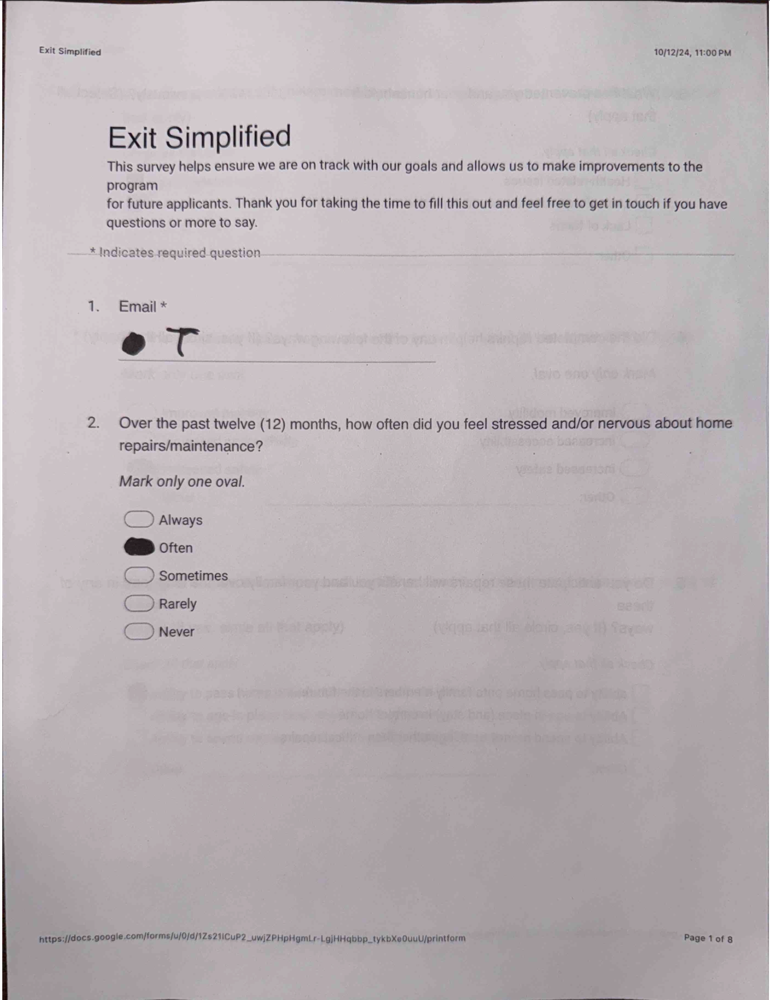 Exit Simplified
10/12/24, 11:00 PM
Exit Simplified
This survey helps ensure we are on track with our goals and allows us to make improvements to the
program
for future applicants. Thank you for taking the time to fill this out and feel free to get in touch if you have
questions or more to say.
* Indicates required question
1. Email *
T
2. Over the past twelve (12) months, how often did you feel stressed and/or nervous about home
repairs/maintenance?
Mark only one oval.
Always
Often
Sometimes
Rarely
Never
https://docs.google.com/forms/u/0/d/1Zs21lCuP2_uwjZPHpHgmLr-LgjHHqbbp_tykbXe0uuU/printform
Page 1 of 8